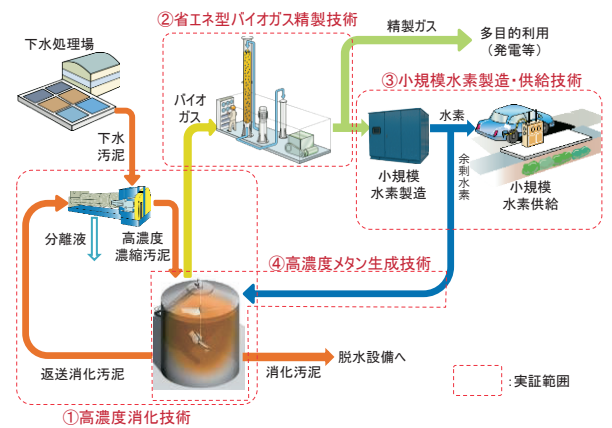 ②省エネ型バイオガス精製技術
精製ガス
多目的利用
(発電等)
下水処理場
③小規模水素製造・供給技術
バイオ
ガス
水素
下水
汚泥
余剰水素
小規模
水素製造
小規模
水素供給
分離液
高濃度
濃縮汚泥
④高濃度メタン生成技術
返送消化汚泥
消化汚泥
脱水設備へ
①高濃度消化技術
:実証範囲